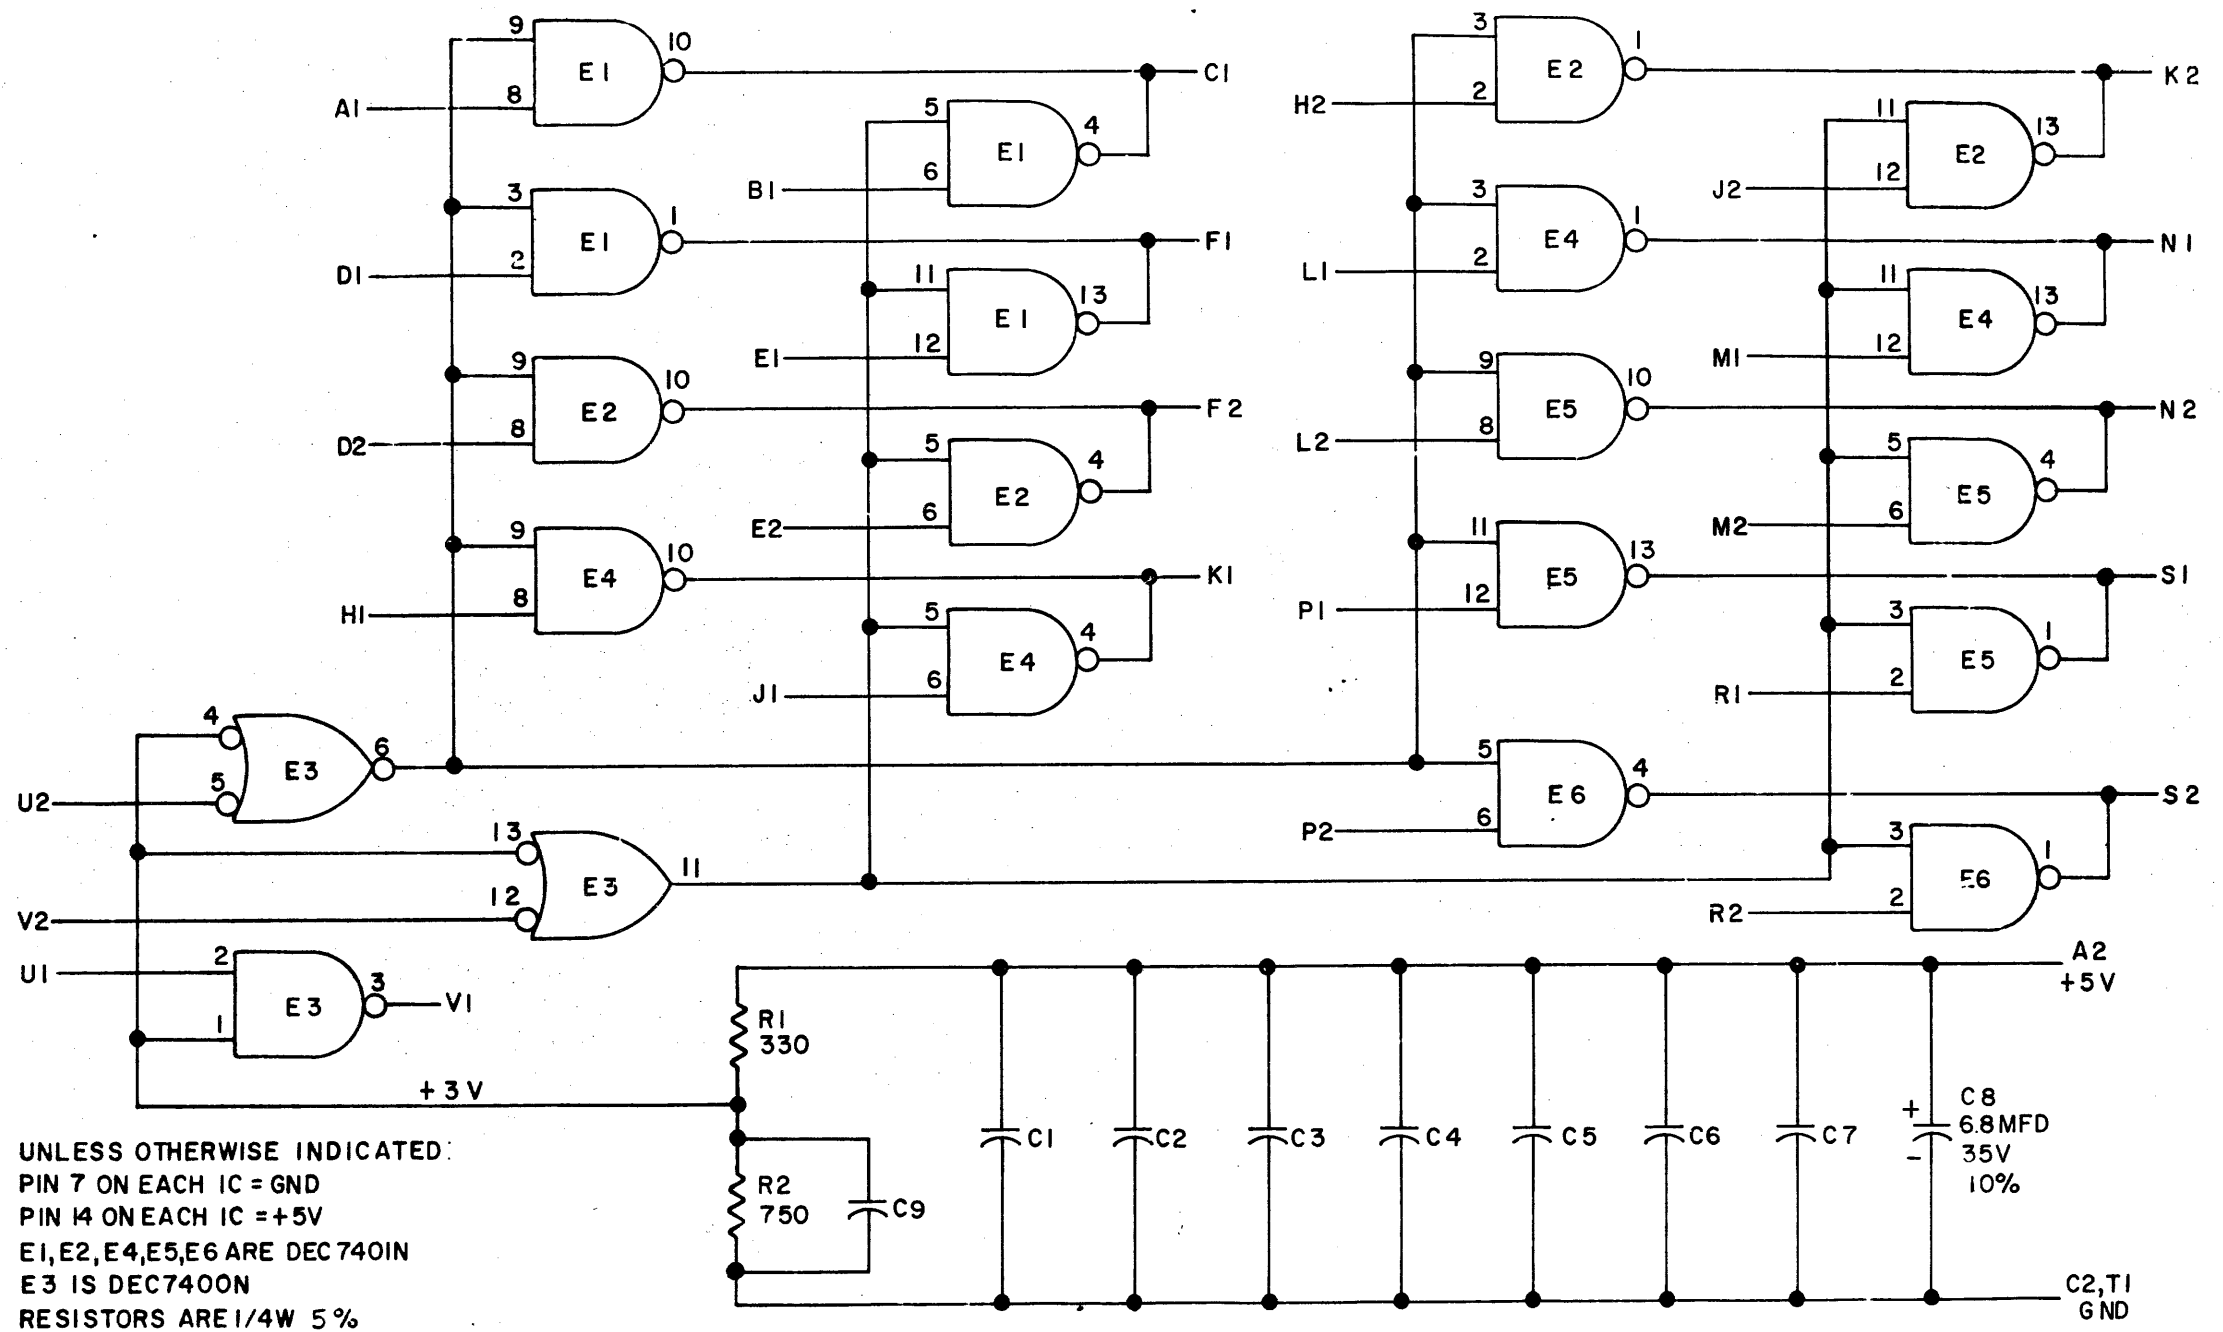 9
E1
10
8
A1
C1
5
E1
4
6
B1
3
E1
1
2
D1
F1
11
E1
13
12
E1
9
E2
10
8
D2
F2
5
E2
4
6
E2
9
E4
10
8
H1
K1
5
E4
4
6
J1
3
E2
1
2
H2
K2
11
E2
13
12
J2
3
E4
1
2
L1
N1
11
E4
13
12
M1
9
E5
10
8
L2
N2
5
E5
4
6
M2
11
E5
13
12
P1
S1
3
E5
1
2
R1
5
E6
4
6
P2
S2
3
E6
1
2
R2
4
E3
6
5
U2
13
E3
11
12
V2
2
E3
3
1
U1
V1
+3V
R1
330
R2
750
C9
C1
C2
C3
C4
C5
C6
C7
+
C8
6.8MFD
35V
10%
-
A2
+5V
C2,T1
GND
UNLESS OTHERWISE INDICATED:
PIN 7 ON EACH IC = GND
PIN 14 ON EACH IC = +5V
E1,E2,E4,E5,E6 ARE DEC7401N
E3 IS DEC7400N
RESISTORS ARE 1/4W 5%